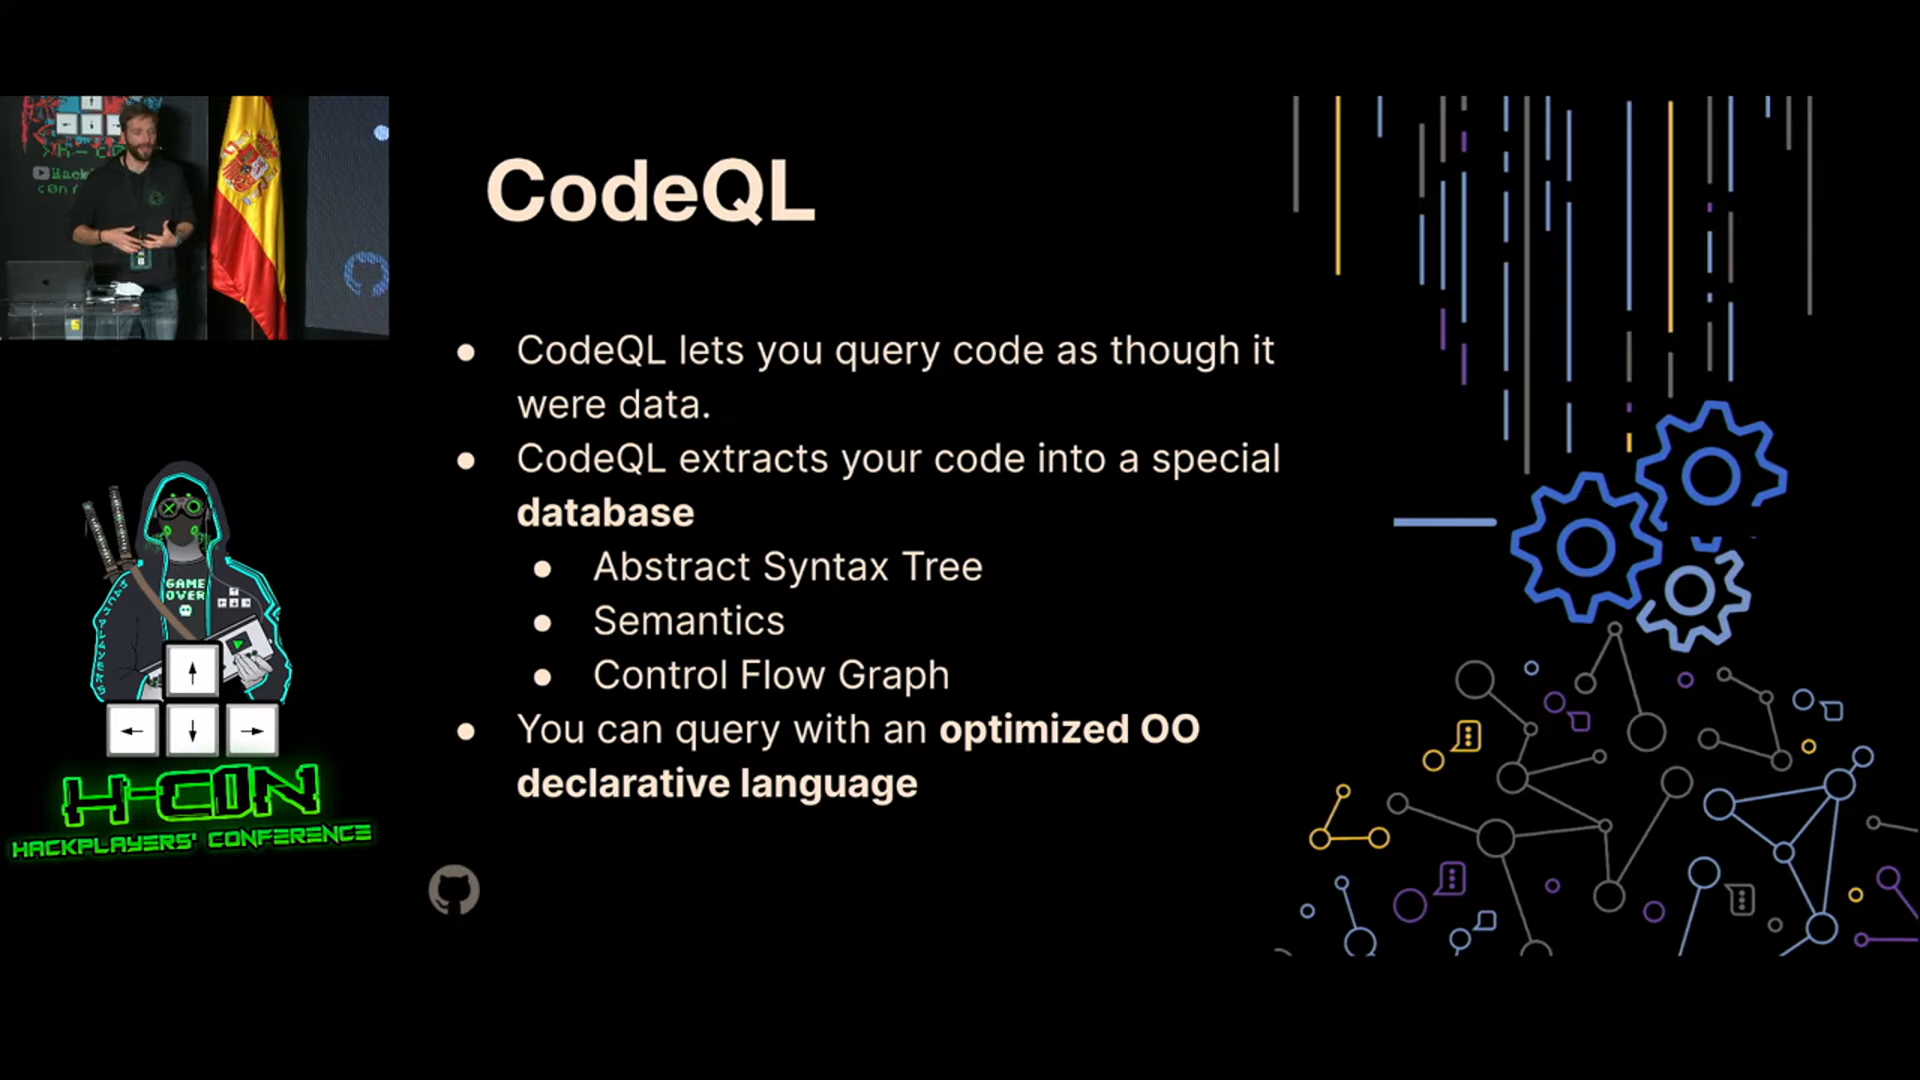 CodeQL
CodeQL lets you query code as though it
were data.
CodeQL extracts your code into a special
database
Abstract Syntax Tree
Semantics
Control Flow Graph
You can query with an optimized OO
declarative language
GAME
OVER
H-C0N
HACKPLAYERS' CONFERENCE